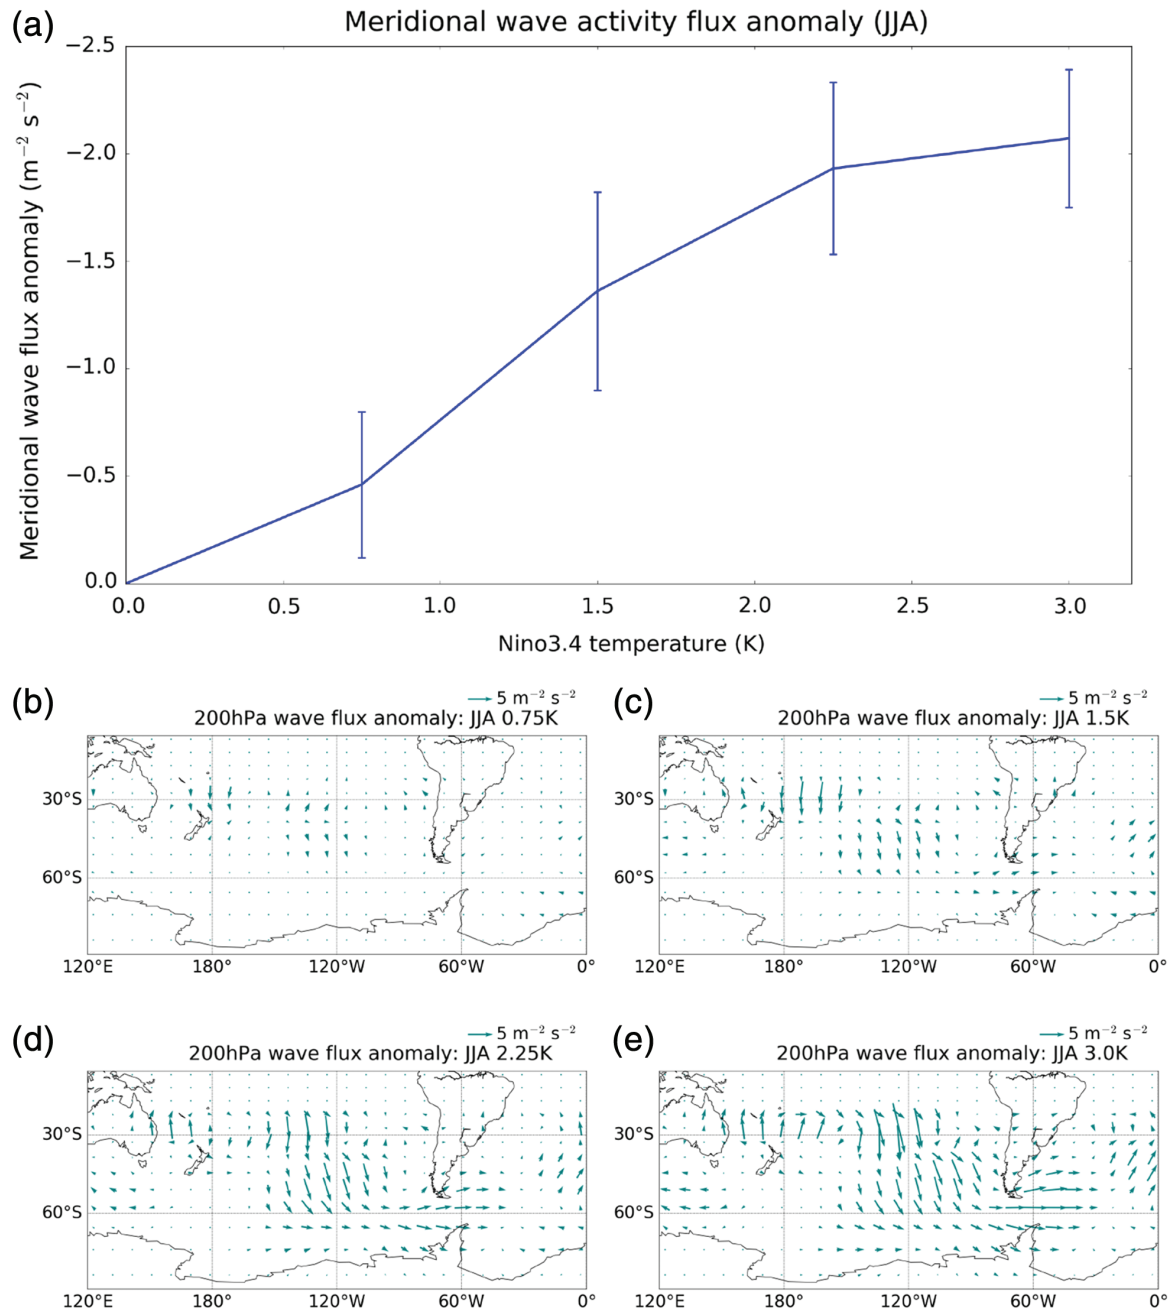 (a)
Meridional wave activity flux anomaly (JJA)
Meridional wave flux anomaly (m⁻² s⁻²)
−2.5
−2.0
−1.5
−1.0
−0.5
0.0
0.0 0.5 1.0 1.5 2.0 2.5 3.0
Nino3.4 temperature (K)
(b)
5 m⁻² s⁻²
200hPa wave flux anomaly: JJA 0.75K
30°S
60°S
120°E 180° 120°W 60°W 0°
(c)
5 m⁻² s⁻²
200hPa wave flux anomaly: JJA 1.5K
30°S
60°S
120°E 180° 120°W 60°W 0°
(d)
5 m⁻² s⁻²
200hPa wave flux anomaly: JJA 2.25K
30°S
60°S
120°E 180° 120°W 60°W 0°
(e)
5 m⁻² s⁻²
200hPa wave flux anomaly: JJA 3.0K
30°S
60°S
120°E 180° 120°W 60°W 0°